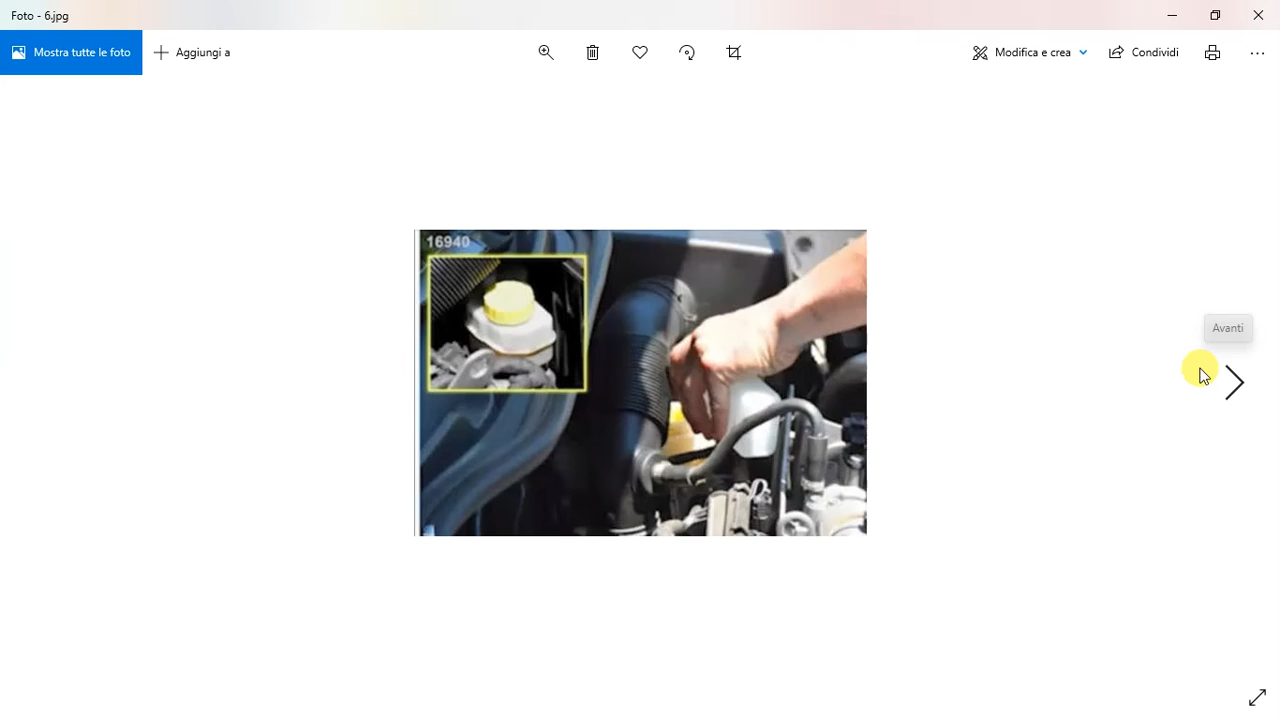 Foto - 6.jpg
Mostra tutte le foto
Aggiungi a
Modifica e crea
Condividi
16940
Avanti